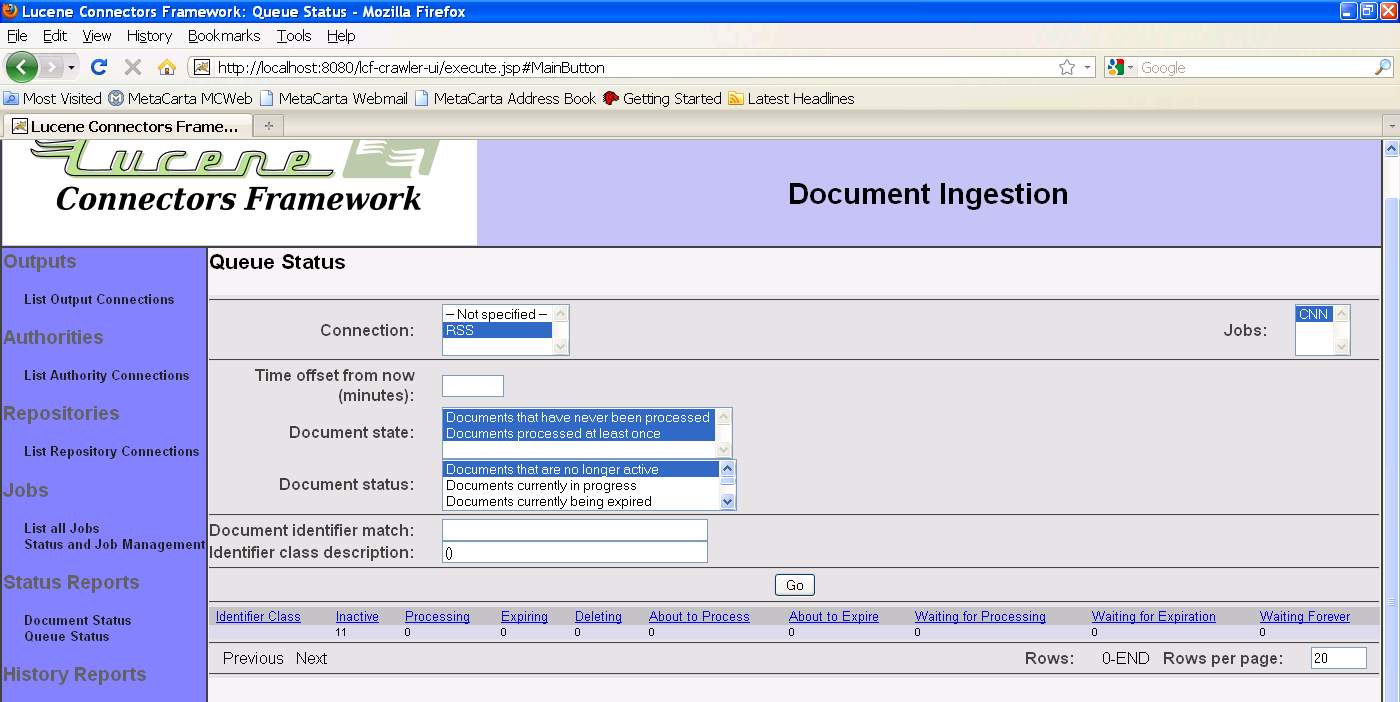 Lucene Connectors Framework: Queue Status - Mozilla Firefox
File Edit View History Bookmarks Tools Help
http://localhost:8080/lcf-crawler-ui/execute.jsp#MainButton
Google
Most Visited MetaCarta MCWeb MetaCarta Webmail MetaCarta Address Book Getting Started Latest Headlines
Lucene Connectors Frame...
Lucene
Connectors Framework
Document Ingestion
Outputs
List Output Connections
Authorities
List Authority Connections
Repositories
List Repository Connections
Jobs
List all Jobs
Status and Job Management
Status Reports
Document Status
Queue Status
History Reports
Queue Status
Connection:
-- Not specified --
RSS
Jobs:
CNN
Time offset from now
(minutes):
Document state:
Documents that have never been processed
Documents processed at least once
Document status:
Documents that are no longer active
Documents currently in progress
Documents currently being expired
Document identifier match:
Identifier class description: ()
Go
Identifier Class Inactive Processing Expiring Deleting About to Process About to Expire Waiting for Processing Waiting for Expiration Waiting Forever
11 0 0 0 0 0 0 0 0
Previous Next Rows: 0-END Rows per page: 20